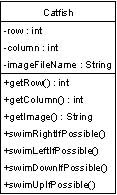 Catfish
-row : int
-column : int
-imageFileName : String
+getRow() : int
+getColumn() : int
+getImage() : String
+swimRightIfPossible()
+swimLeftIfPossible()
+swimDownIfPossible()
+swimUpIfPossible()